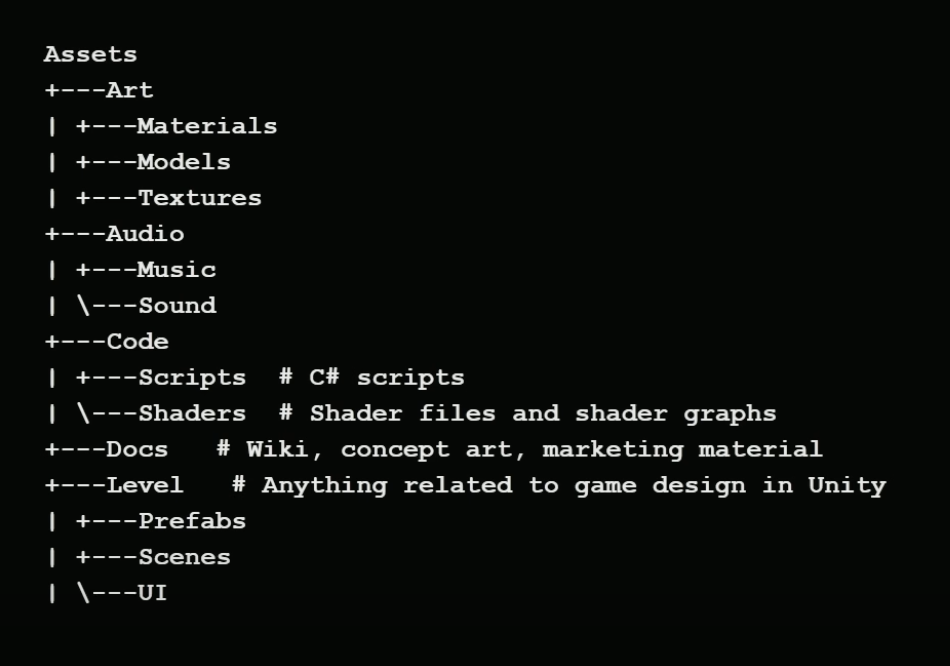 Assets
+---Art
| +---Materials
| +---Models
| +---Textures
+---Audio
| +---Music
| \---Sound
+---Code
| +---Scripts  # C# scripts
| \---Shaders  # Shader files and shader graphs
+---Docs   # Wiki, concept art, marketing material
+---Level   # Anything related to game design in Unity
| +---Prefabs
| +---Scenes
| \---UI